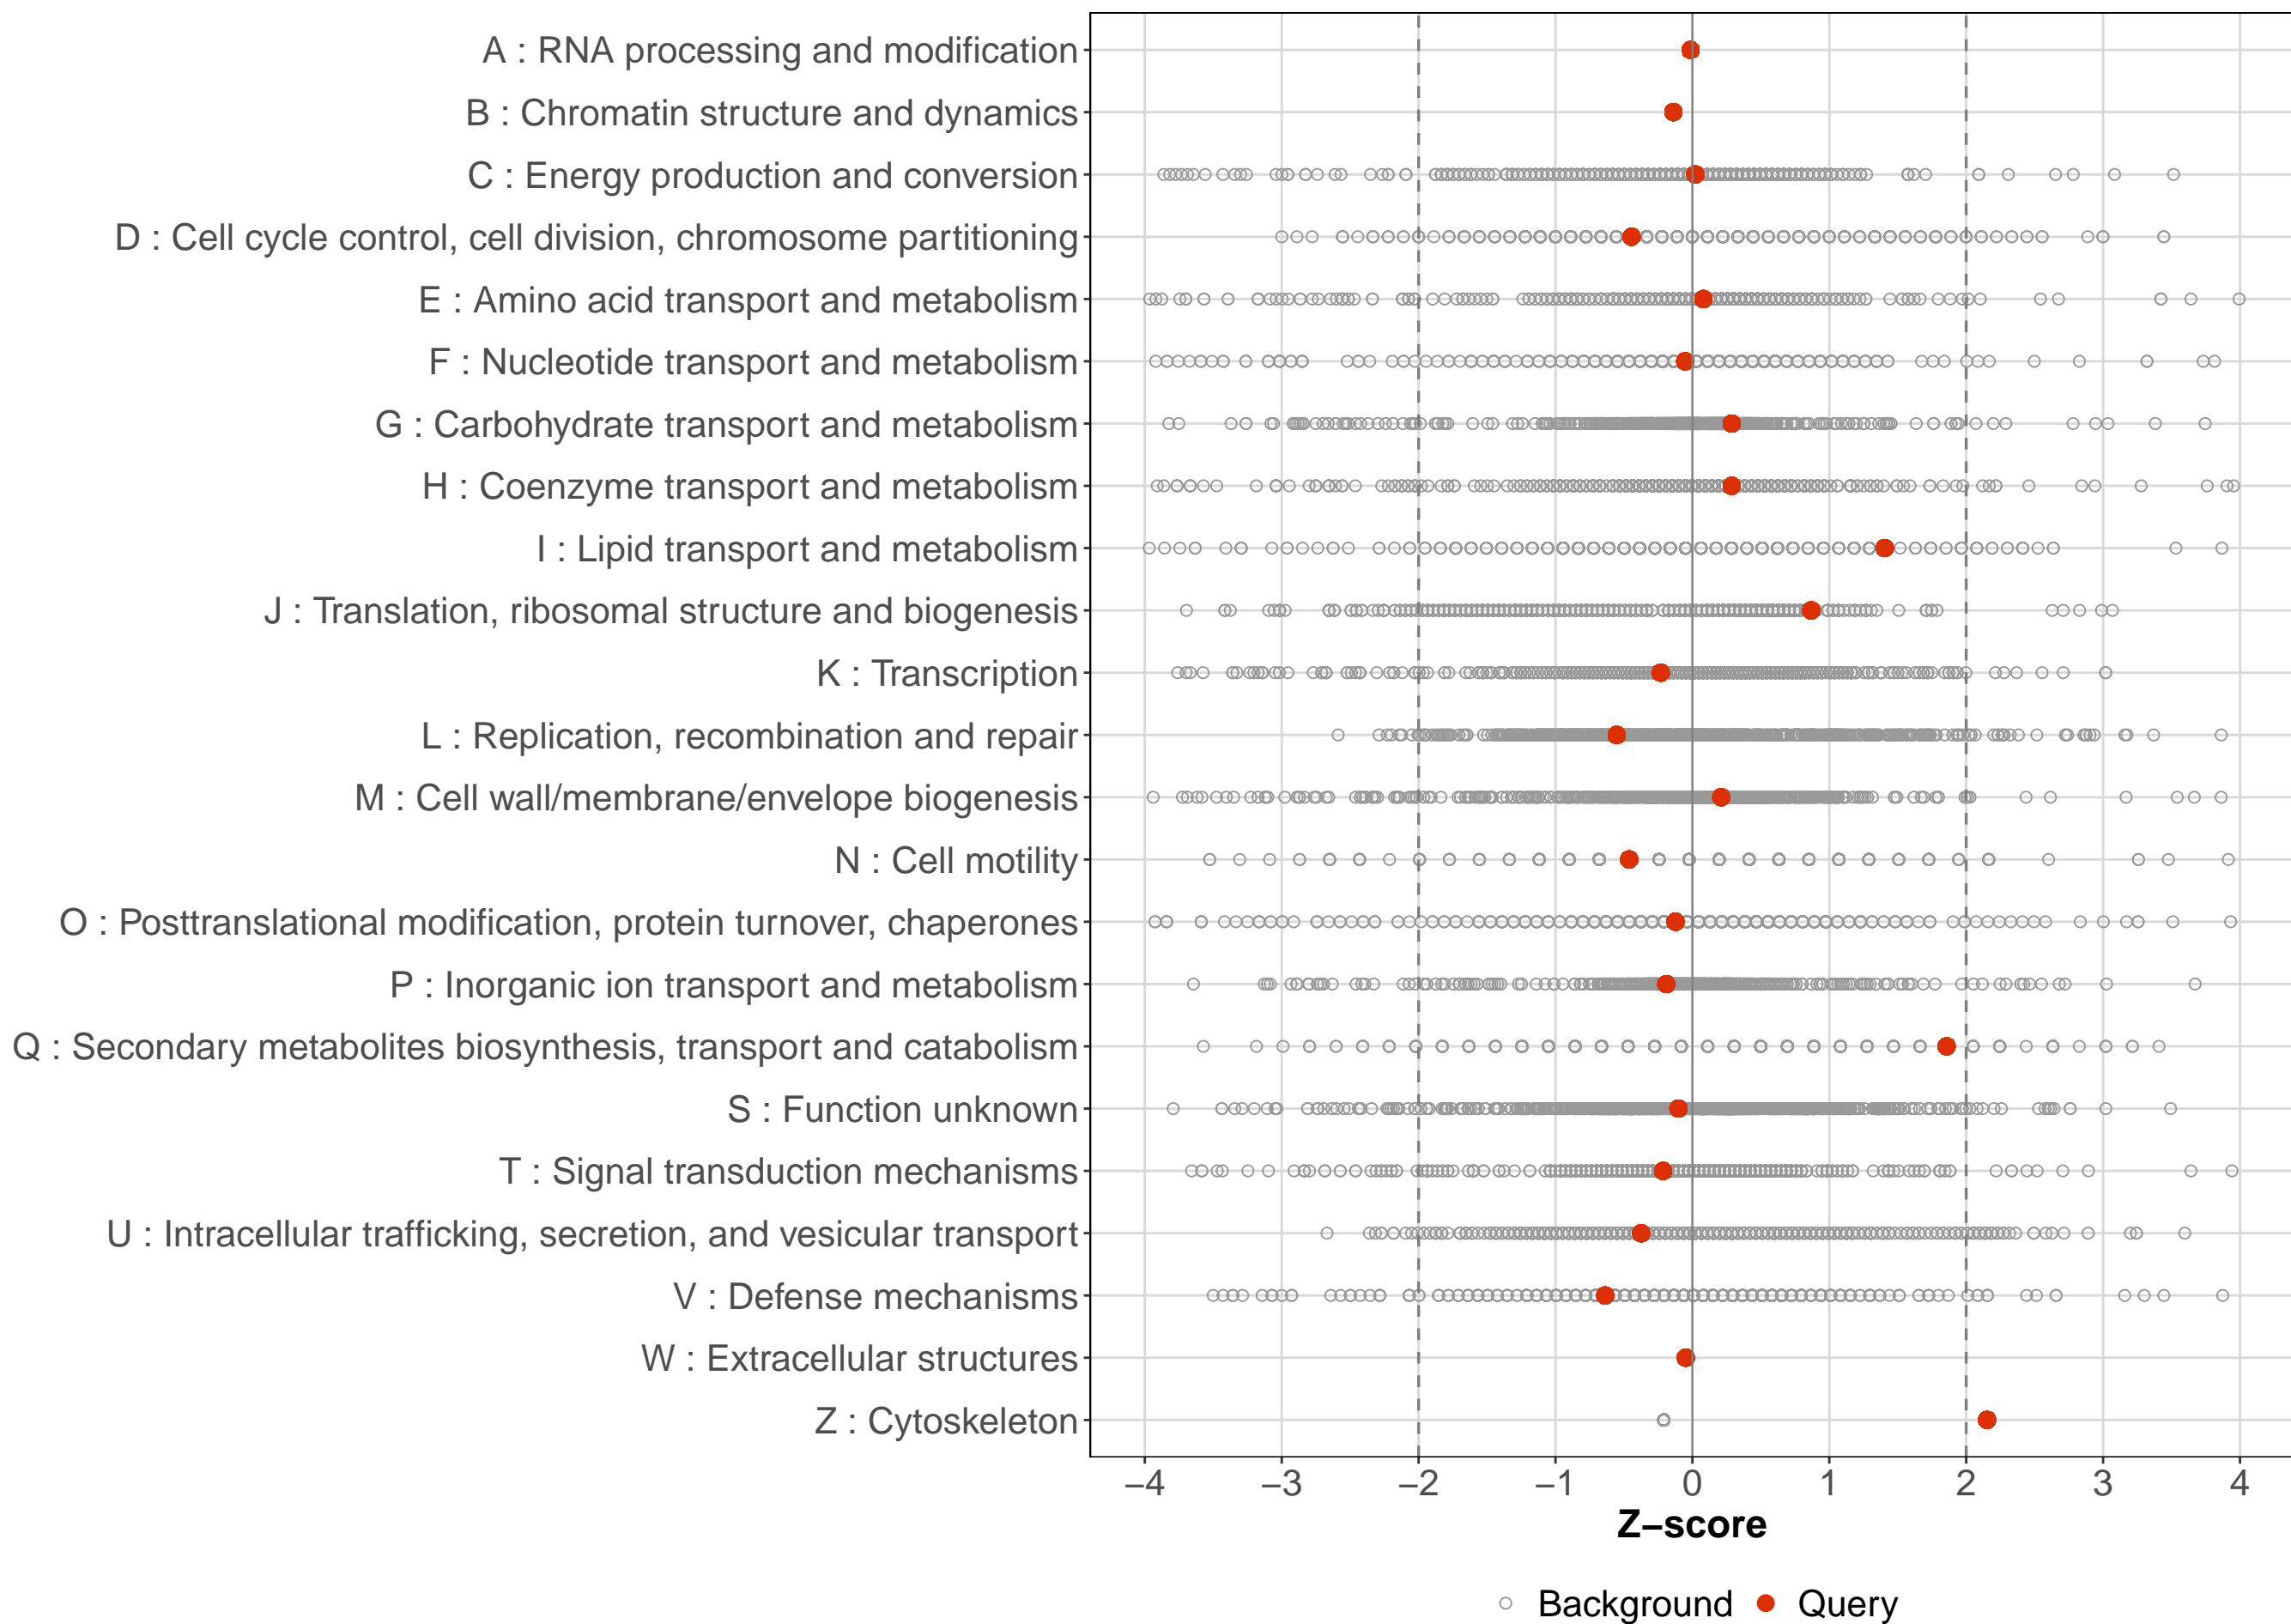 A : RNA processing and modification
B : Chromatin structure and dynamics
C : Energy production and conversion
D : Cell cycle control, cell division, chromosome partitioning
E : Amino acid transport and metabolism
F : Nucleotide transport and metabolism
G : Carbohydrate transport and metabolism
H : Coenzyme transport and metabolism
I : Lipid transport and metabolism
J : Translation, ribosomal structure and biogenesis
K : Transcription
L : Replication, recombination and repair
M : Cell wall/membrane/envelope biogenesis
N : Cell motility
O : Posttranslational modification, protein turnover, chaperones
P : Inorganic ion transport and metabolism
Q : Secondary metabolites biosynthesis, transport and catabolism
S : Function unknown
T : Signal transduction mechanisms
U : Intracellular trafficking, secretion, and vesicular transport
V : Defense mechanisms
W : Extracellular structures
Z : Cytoskeleton
−4 −3 −2 −1 0 1 2 3 4
Z−score
Background Query